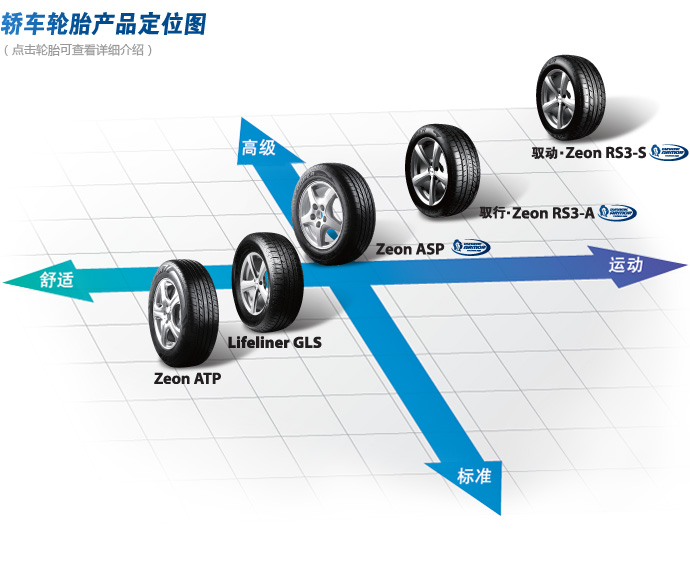 轿车轮胎产品定位图
（点击轮胎可查看详细介绍）
高级
驭动·Zeon RS3-S
驭行·Zeon RS3-A
Zeon ASP
运动
舒适
Lifeliner GLS
Zeon ATP
标准